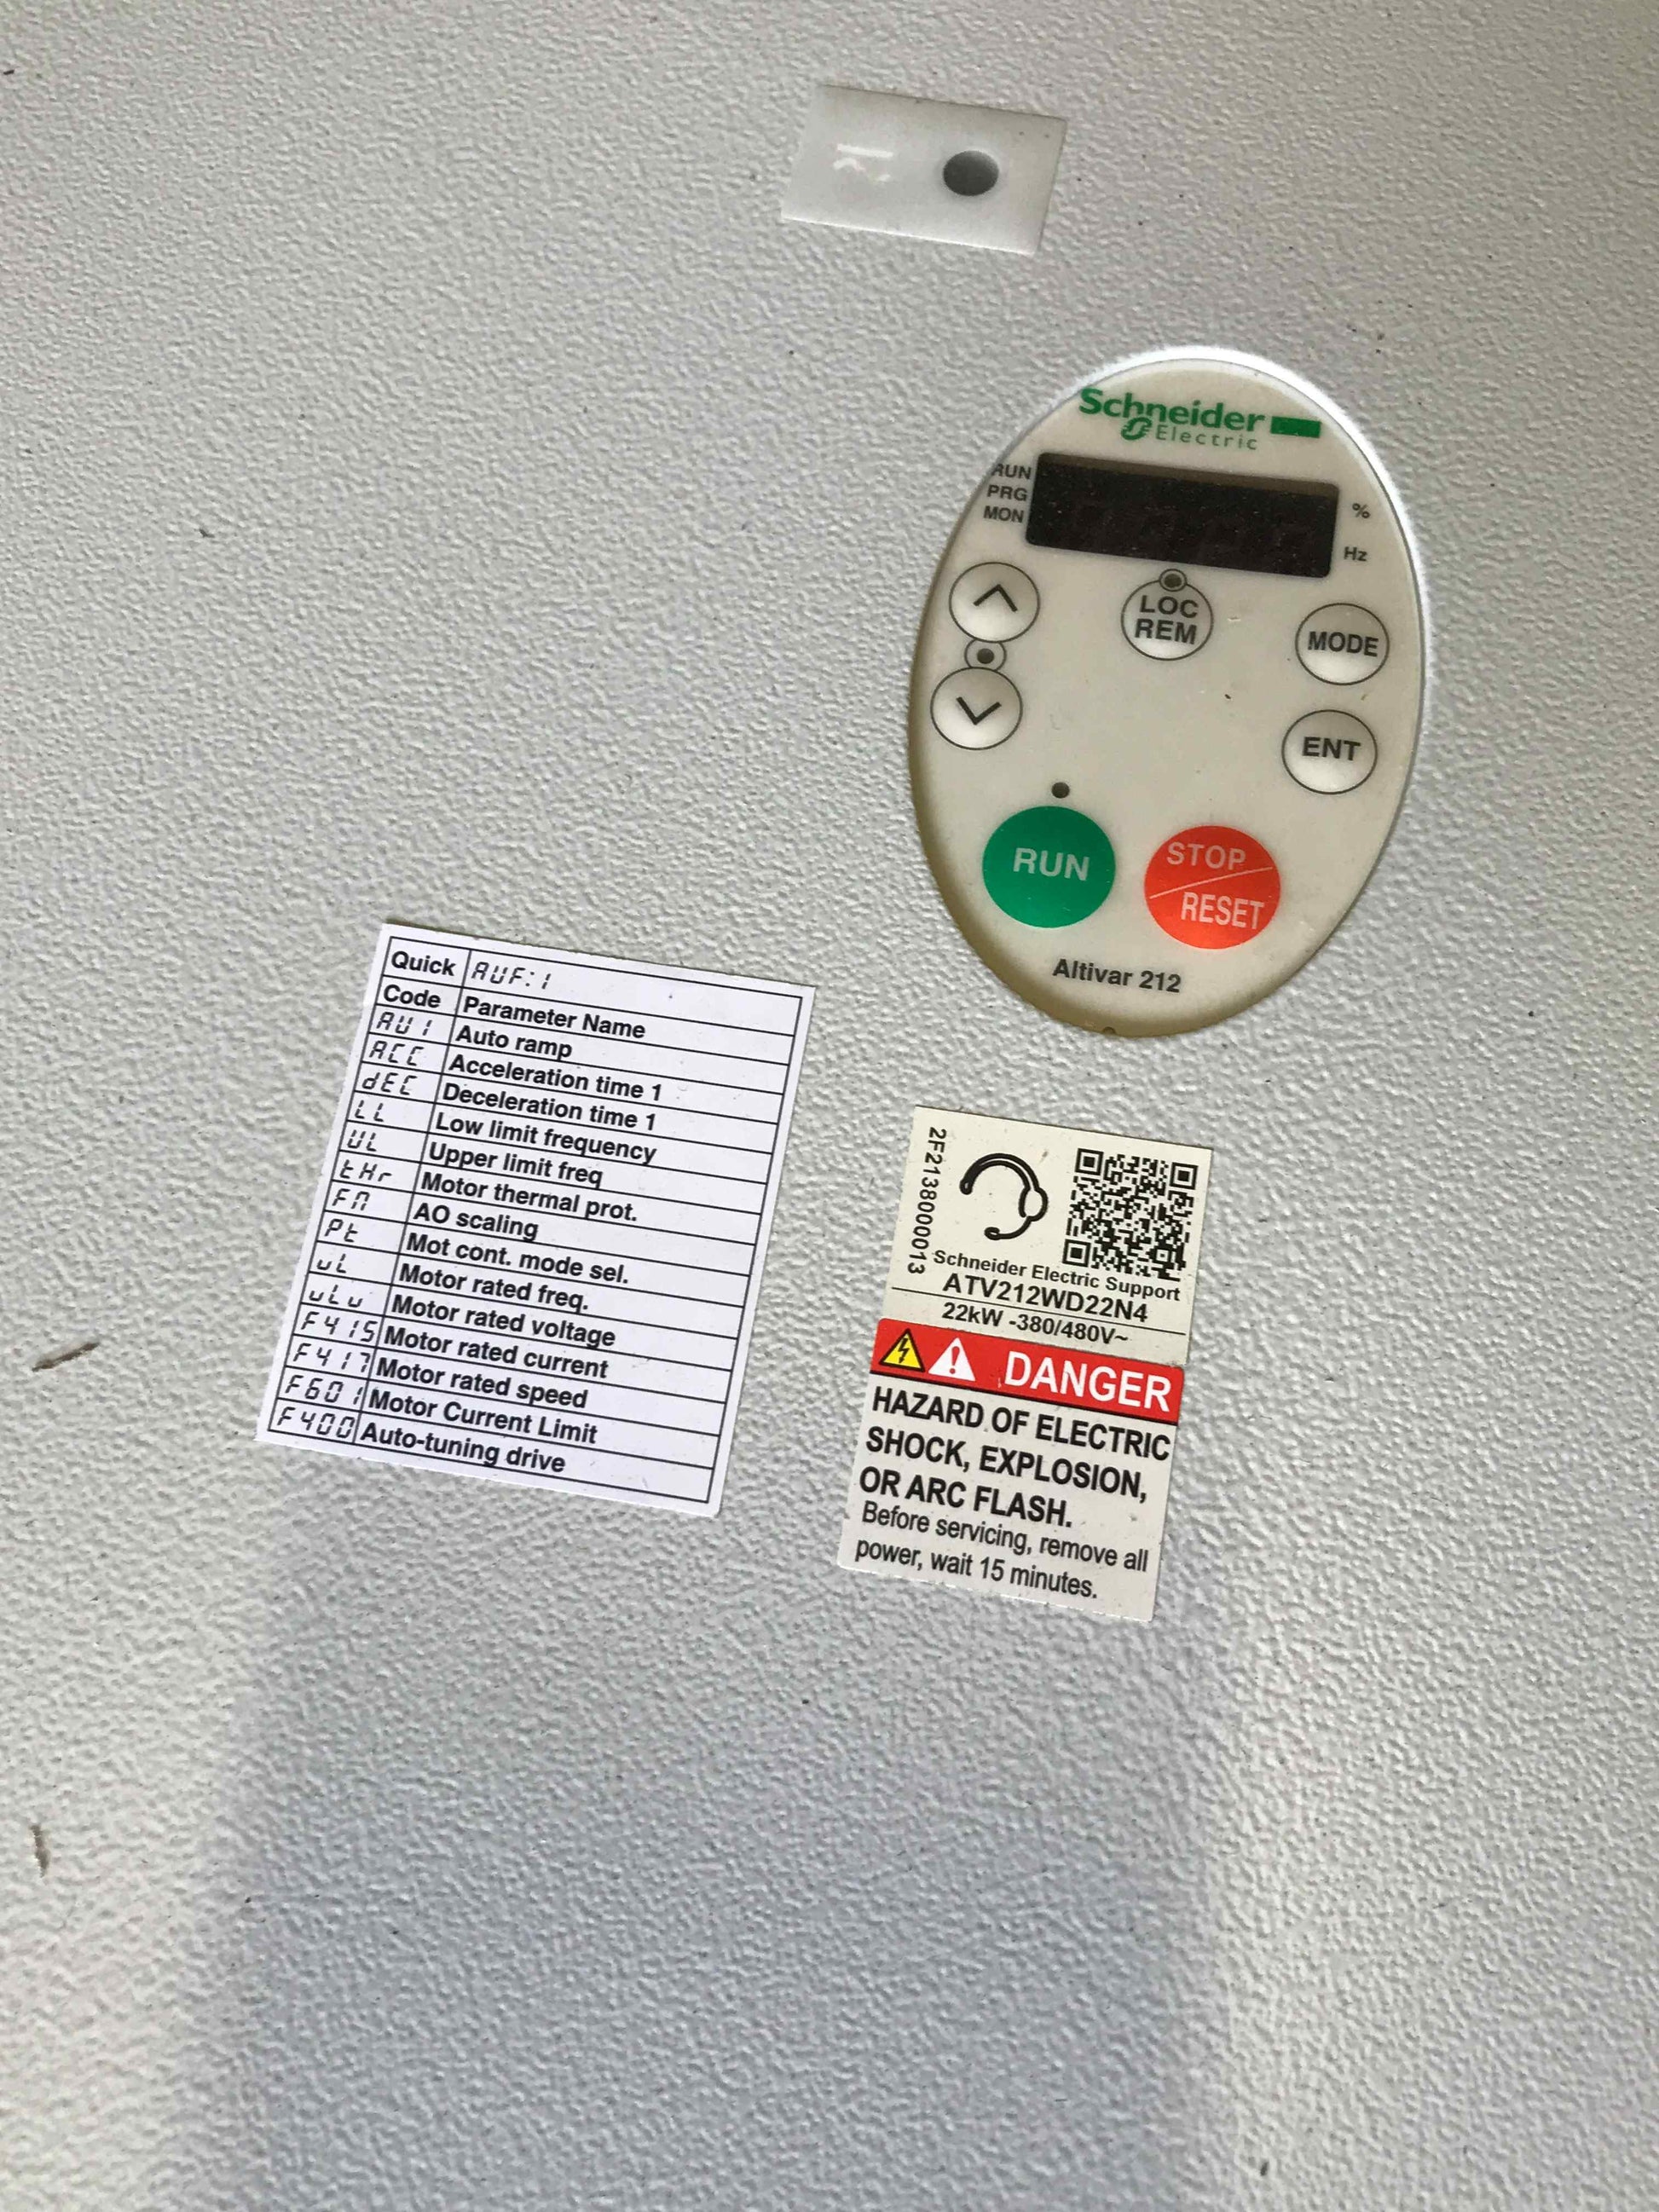 Schneider
Electric
RUN
PRG
MON
%
Hz
LOC
REM
MODE
ENT
RUN
STOP
RESET
Altivar 212
Quick AUF:1
Code Parameter Name
AU1 Auto ramp
ACC Acceleration time 1
dEC Deceleration time 1
LL Low limit frequency
UL Upper limit freq
tHr Motor thermal prot.
FM AO scaling
Pt Mot cont. mode sel.
uL Motor rated freq.
uLu Motor rated voltage
F415 Motor rated current
F417 Motor rated speed
F601 Motor Current Limit
F400 Auto-tuning drive
2F2138000013
Schneider Electric Support
ATV212WD22N4
22kW -380/480V~
DANGER
HAZARD OF ELECTRIC
SHOCK, EXPLOSION,
OR ARC FLASH.
Before servicing, remove all
power, wait 15 minutes.